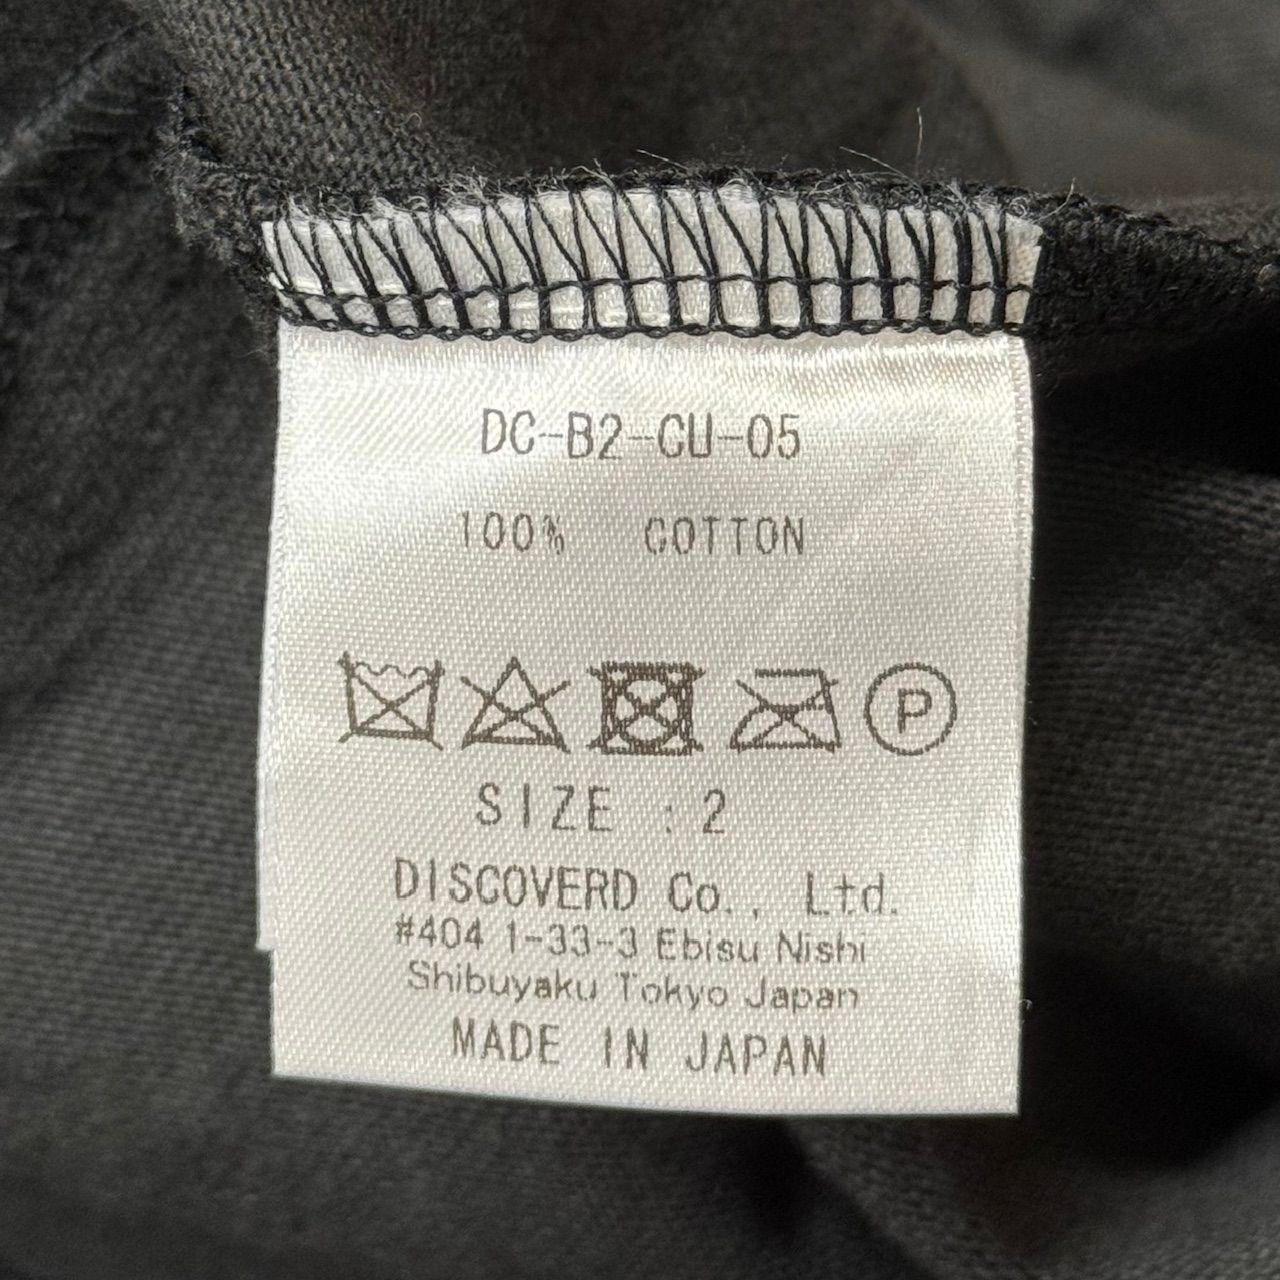 DC-B2-CU-05
100% COTTON
P
SIZE : 2
DISCOVERD Co., Ltd.
#404 1-33-3 Ebisu Nishi
Shibuyaku Tokyo Japan
MADE IN JAPAN